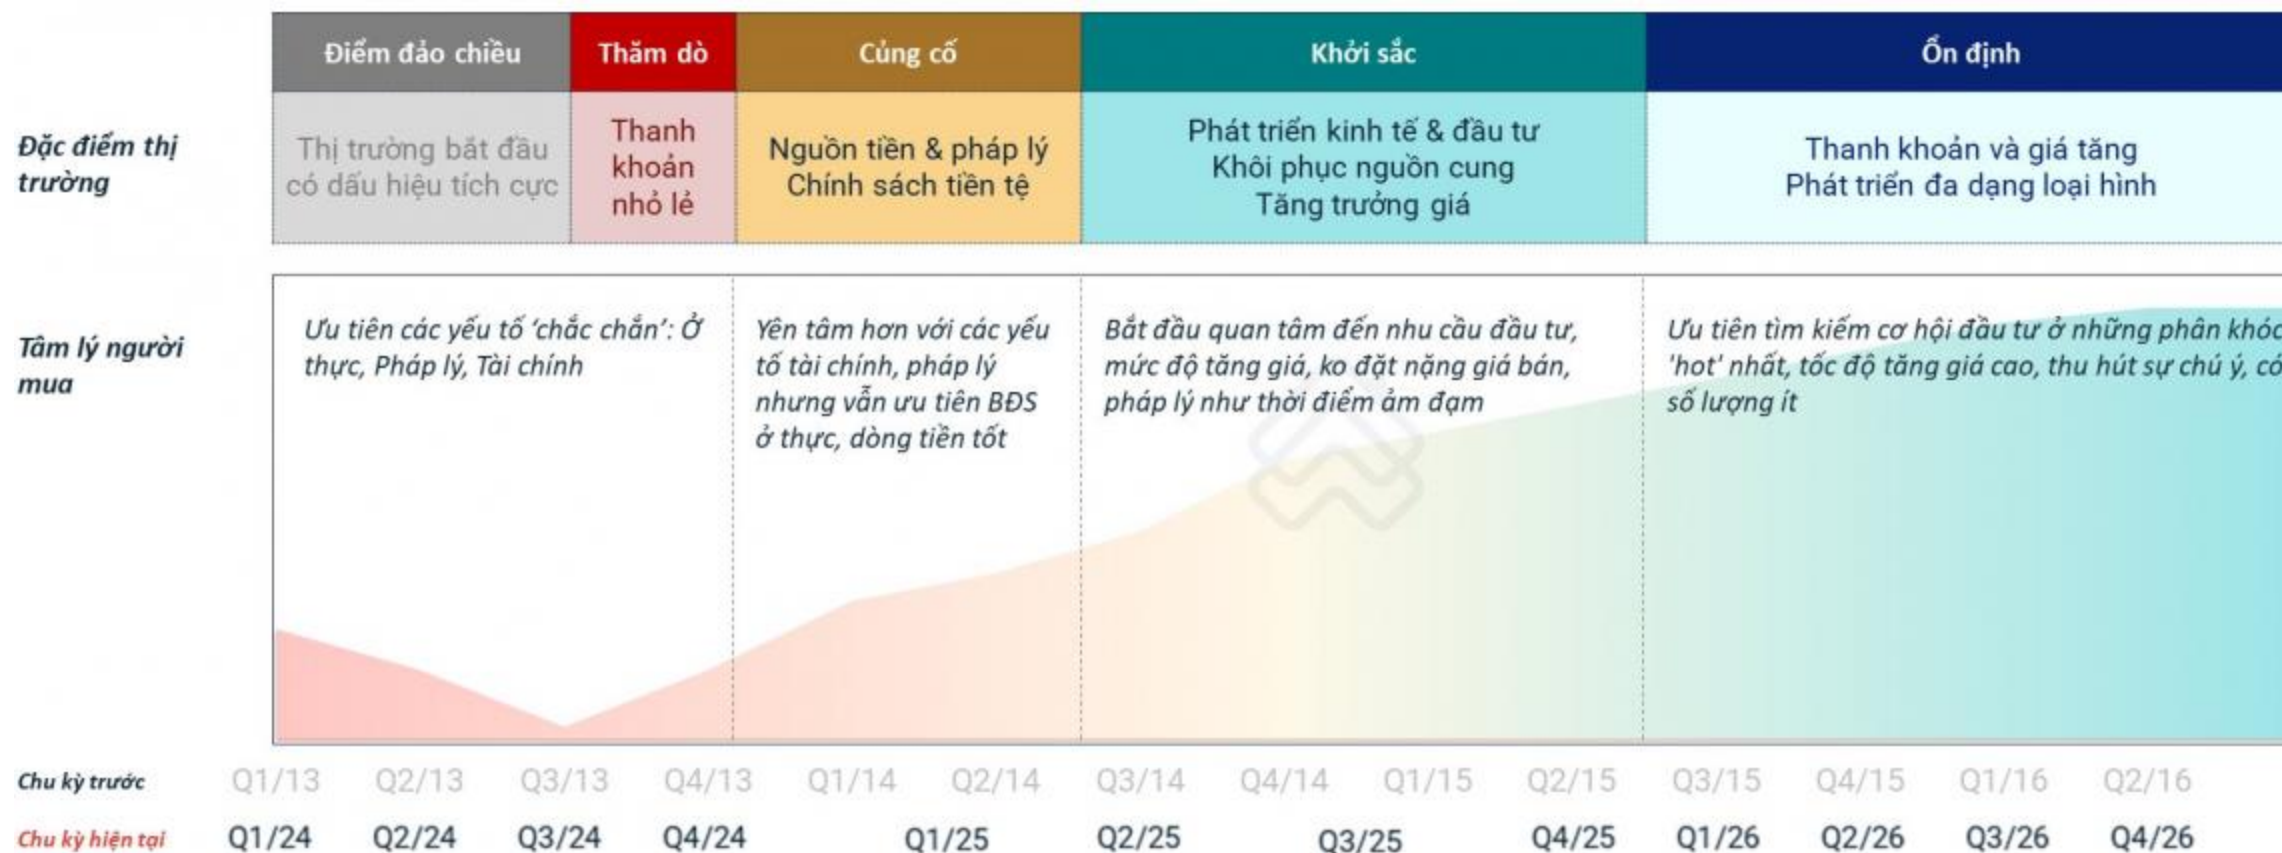 Điểm đảo chiều
Thăm dò
Củng cố
Khởi sắc
Ổn định
Đặc điểm thị
trường
Thị trường bắt đầu
có dấu hiệu tích cực
Thanh
khoản
nhỏ lẻ
Nguồn tiền & pháp lý
Chính sách tiền tệ
Phát triển kinh tế & đầu tư
Khôi phục nguồn cung
Tăng trưởng giá
Thanh khoản và giá tăng
Phát triển đa dạng loại hình
Tâm lý người
mua
Ưu tiên các yếu tố ‘chắc chắn’: Ở
thực, Pháp lý, Tài chính
Yên tâm hơn với các yếu
tố tài chính, pháp lý
nhưng vẫn ưu tiên BĐS
ở thực, dòng tiền tốt
Bắt đầu quan tâm đến nhu cầu đầu tư,
mức độ tăng giá, ko đặt nặng giá bán,
pháp lý như thời điểm ảm đạm
Ưu tiên tìm kiếm cơ hội đầu tư ở những phân khúc
'hot' nhất, tốc độ tăng giá cao, thu hút sự chú ý, có
số lượng ít
Chu kỳ trước Q1/13 Q2/13 Q3/13 Q4/13 Q1/14 Q2/14 Q3/14 Q4/14 Q1/15 Q2/15 Q3/15 Q4/15 Q1/16 Q2/16
Chu kỳ hiện tại Q1/24 Q2/24 Q3/24 Q4/24 Q1/25 Q2/25 Q3/25 Q4/25 Q1/26 Q2/26 Q3/26 Q4/26